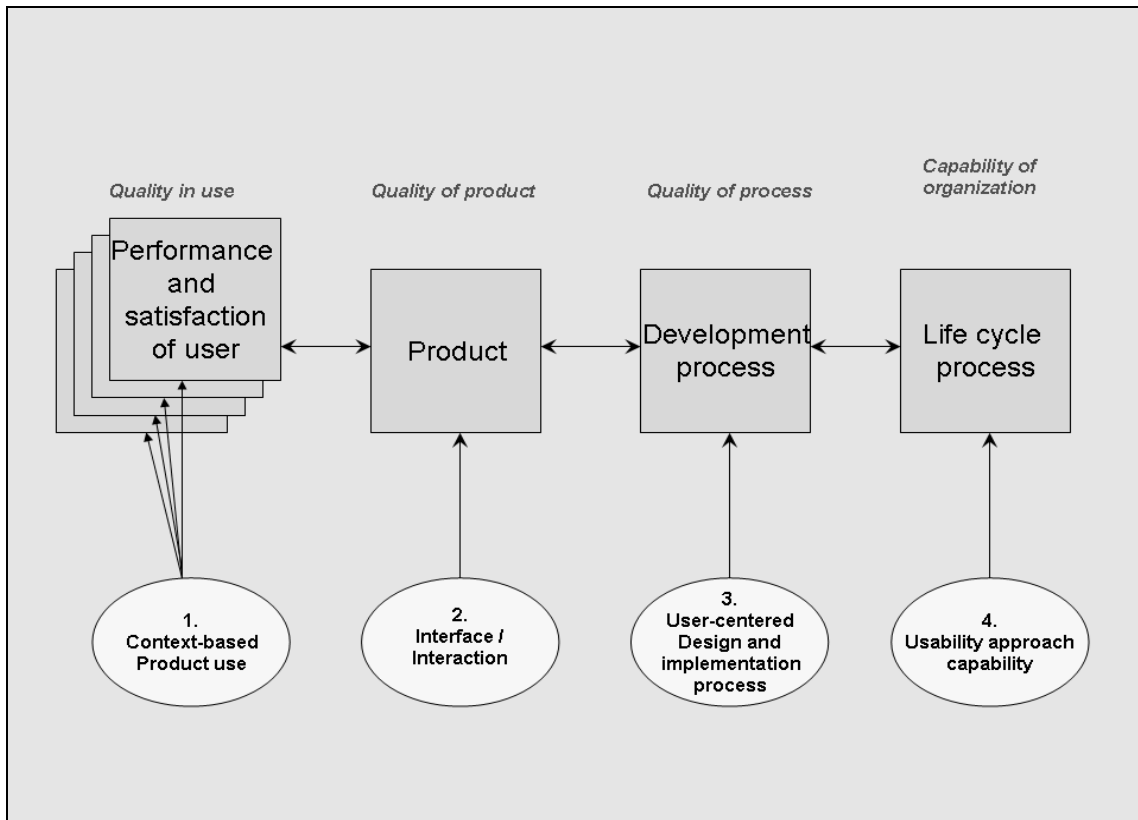 Quality in use
Quality of product
Quality of process
Capability of
organization
Performance
and
satisfaction
of user
Product
Development
process
Life cycle
process
1.
Context-based
Product use
2.
Interface /
Interaction
3.
User-centered
Design and
implementation
process
4.
Usability approach
capability